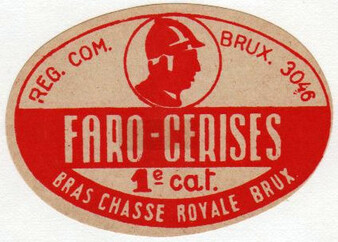 REG. COM. BRUX. 3046
FARO-CERISES
1e cat.
BRAS CHASSE ROYALE BRUX.